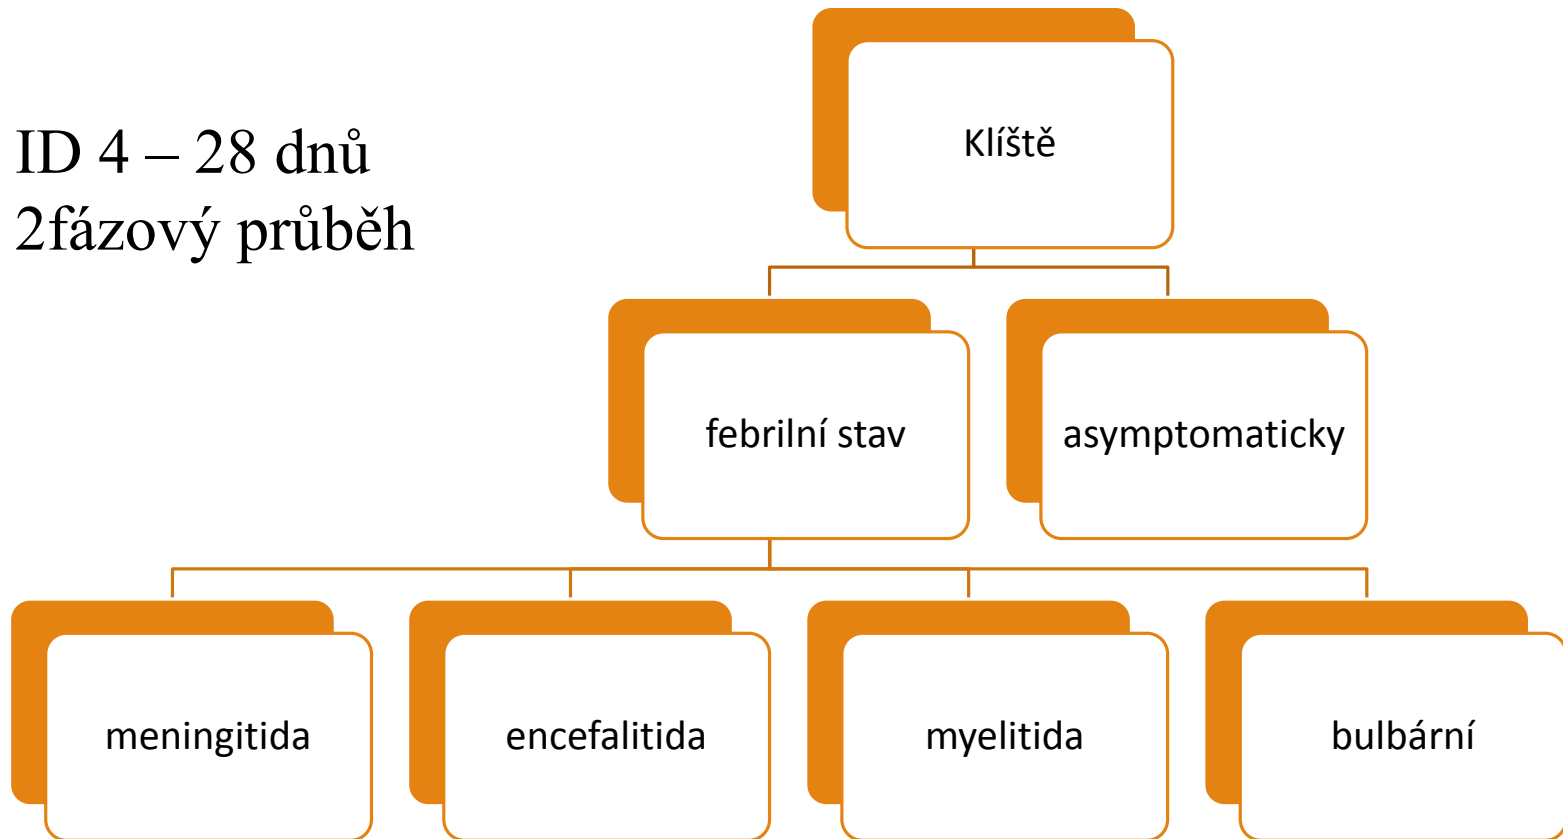 ID 4 – 28 dnů
2fázový průběh
Klíště
febrilní stav
asymptomaticky
meningitida
encefalitida
myelitida
bulbární